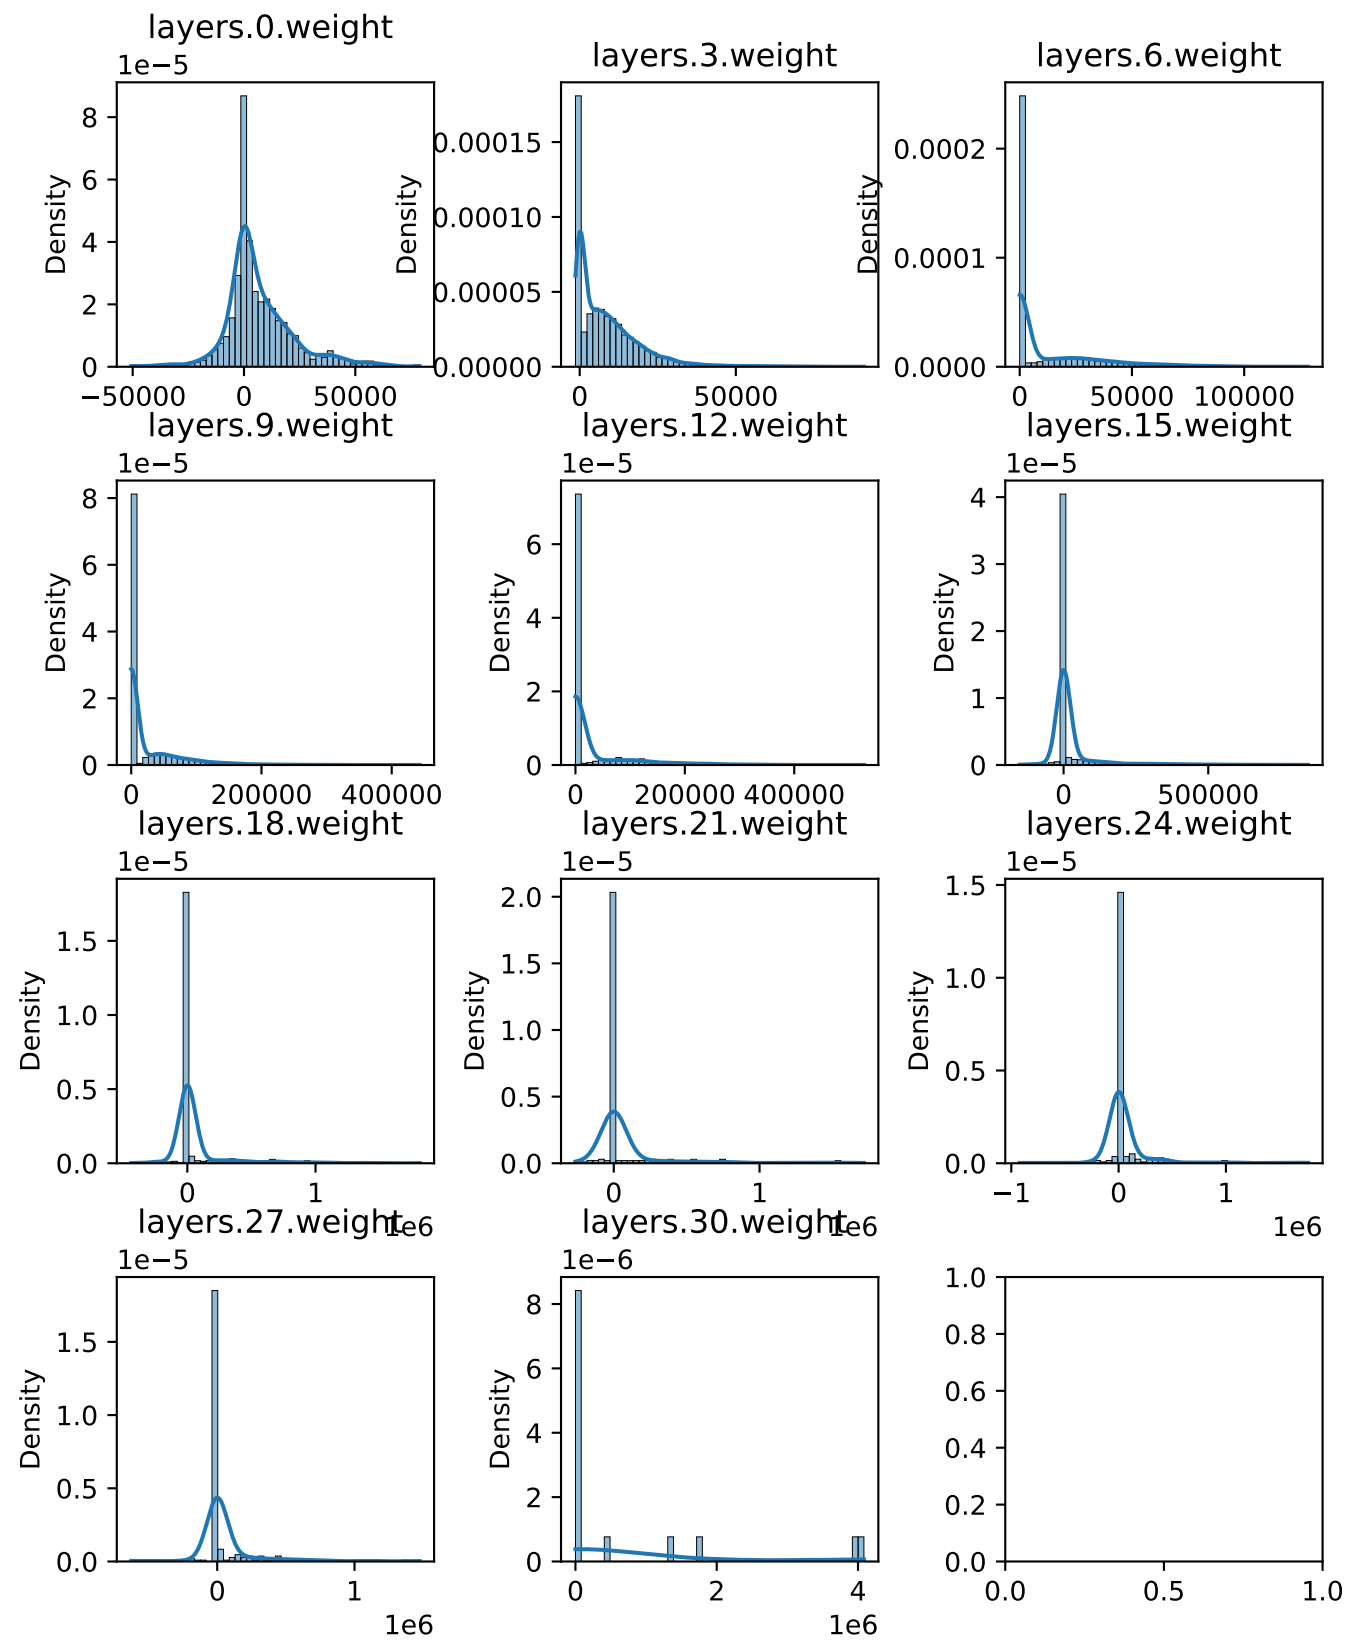 layers.0.weight
1e−5
Density
8
6
4
2
0
−50000 0 50000
layers.3.weight
Density
0.00015
0.00010
0.00005
0.00000
0 50000
layers.6.weight
Density
0.0002
0.0001
0.0000
0 50000 100000
layers.9.weight
1e−5
Density
8
6
4
2
0
0 200000 400000
layers.12.weight
1e−5
Density
6
4
2
0
0 200000 400000
layers.15.weight
1e−5
Density
4
3
2
1
0
0 500000
layers.18.weight
1e−5
Density
1.5
1.0
0.5
0.0
0 1
1e6
layers.21.weight
1e−5
Density
2.0
1.5
1.0
0.5
0.0
0 1
1e6
layers.24.weight
1e−5
Density
1.5
1.0
0.5
0.0
−1 0 1
1e6
layers.27.weight
1e−5
Density
1.5
1.0
0.5
0.0
0 1
1e6
layers.30.weight
1e−6
Density
8
6
4
2
0
0 2 4
1e6
1.0
0.8
0.6
0.4
0.2
0.0
0.0 0.5 1.0